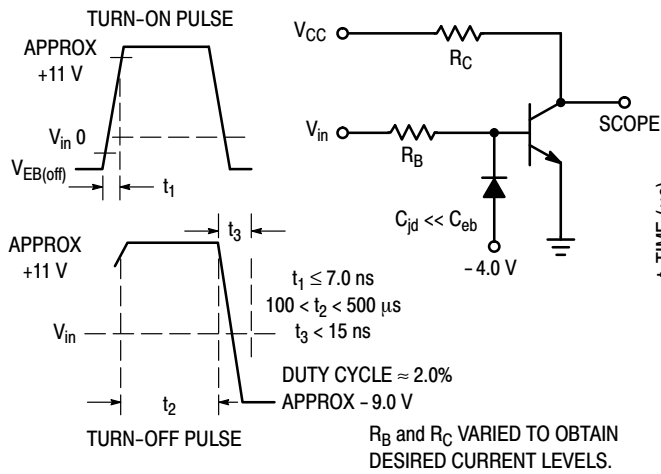 TURN-ON PULSE
APPROX
+11 V
V_in 0
V_EB(off)
t_1
V_CC
R_C
V_in
R_B
SCOPE
C_jd << C_eb
-4.0 V
APPROX
+11 V
t_3
V_in
t_1 ≤ 7.0 ns
100 < t_2 < 500 μs
t_3 < 15 ns
DUTY CYCLE ≈ 2.0%
t_2
APPROX -9.0 V
TURN-OFF PULSE
R_B and R_C VARIED TO OBTAIN
DESIRED CURRENT LEVELS.